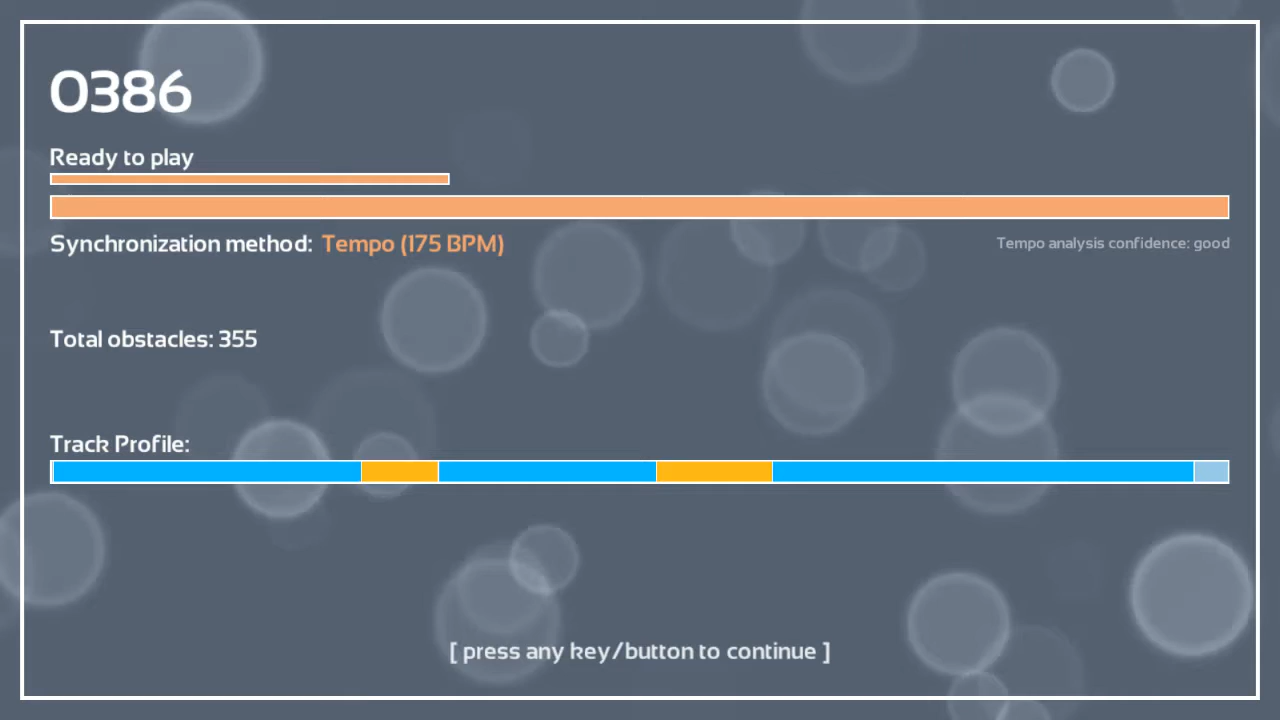 0386
Ready to play
Synchronization method: Tempo (175 BPM)
Tempo analysis confidence: good
Total obstacles: 355
Track Profile:
[ press any key/button to continue ]